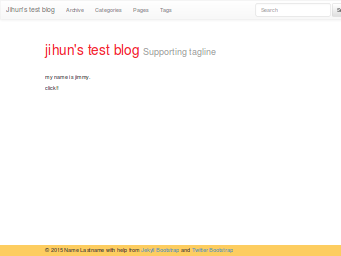 Jihun's test blog Archive Categories Pages Tags Search
jihun's test blog Supporting tagline
my name is jimmy.
click!!
© 2015 Name Lastname with help from Jekyll Bootstrap and Twitter Bootstrap